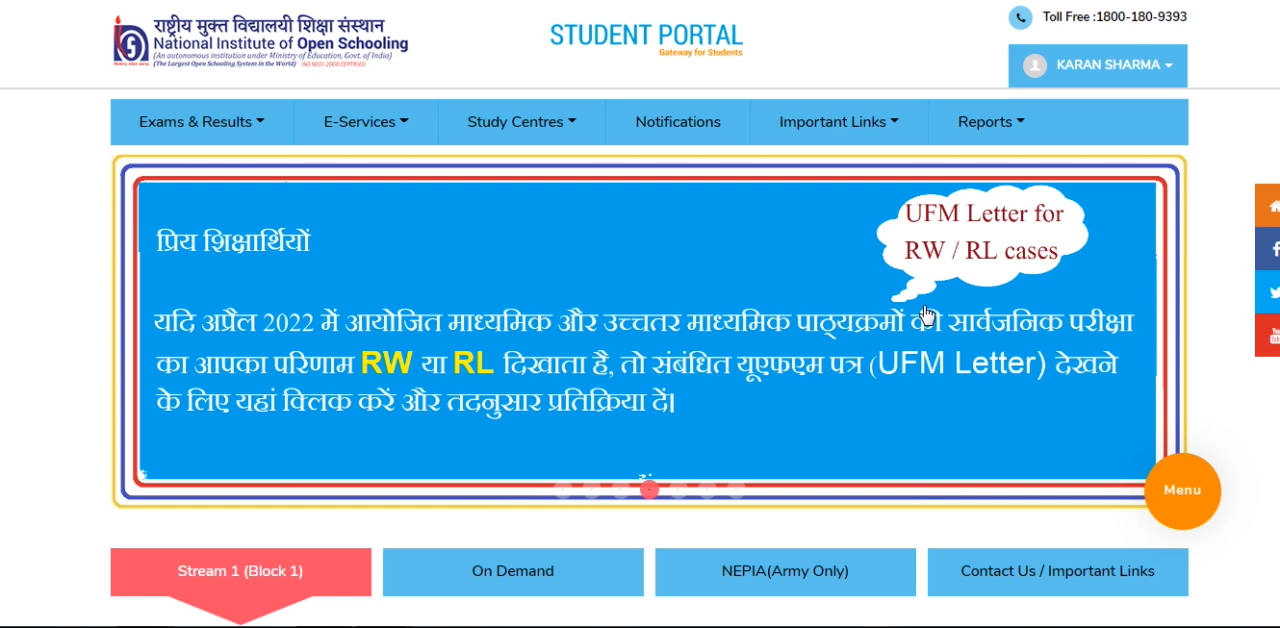 राष्ट्रीय मुक्त विद्यालयी शिक्षा संस्थान
National Institute of Open Schooling
(An autonomous institution under Ministry of Education, Govt. of India)
(The Largest Open Schooling System in the World) ISO 9001:2008 CERTIFIED
STUDENT PORTAL
Gateway for Students
Toll Free :1800-180-9393
KARAN SHARMA
Exams & Results
E-Services
Study Centres
Notifications
Important Links
Reports
UFM Letter for
RW / RL cases
प्रिय शिक्षार्थियों
यदि अप्रैल 2022 में आयोजित माध्यमिक और उच्चतर माध्यमिक पाठ्यक्रमों की सार्वजनिक परीक्षा
का आपका परिणाम RW या RL दिखाता है, तो संबंधित यूएफएम पत्र (UFM Letter) देखने
के लिए यहां क्लिक करें और तदनुसार प्रतिक्रिया दें।
Menu
Stream 1 (Block 1)
On Demand
NEPIA(Army Only)
Contact Us / Important Links